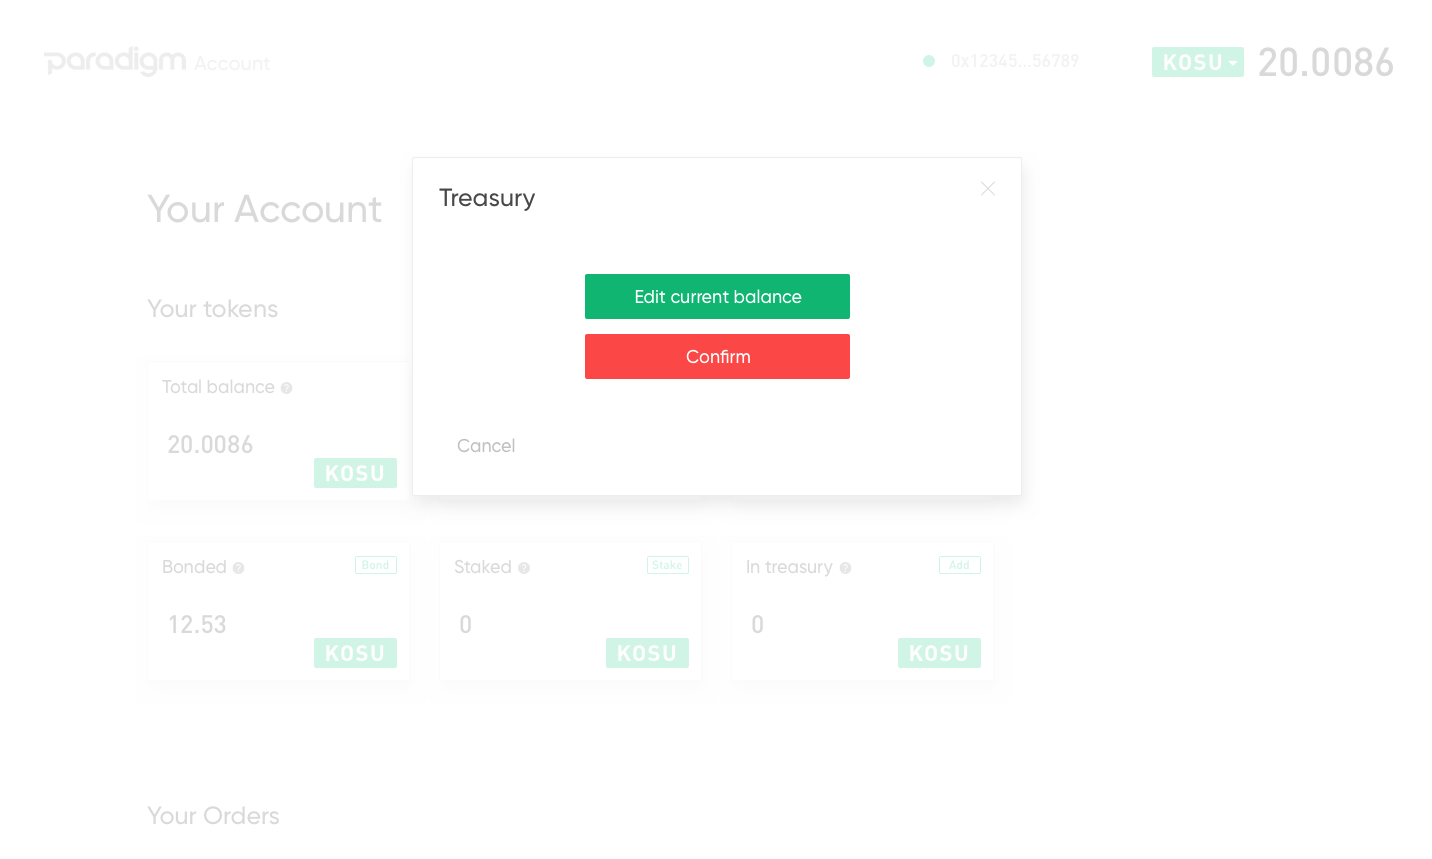 paradigm Account
0x12345...56789
KOSU
20.0086
Treasury
Your Account
Edit current balance
Your tokens
Confirm
Total balance ?
20.0086
KOSU
Cancel
Bonded ?
Bond
Staked ?
Stake
In treasury ?
Add
12.53
0
0
KOSU
KOSU
KOSU
Your Orders